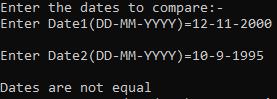 Enter the dates to compare:-
Enter Date1(DD-MM-YYYY)=12-11-2000
Enter Date2(DD-MM-YYYY)=10-9-1995
Dates are not equal